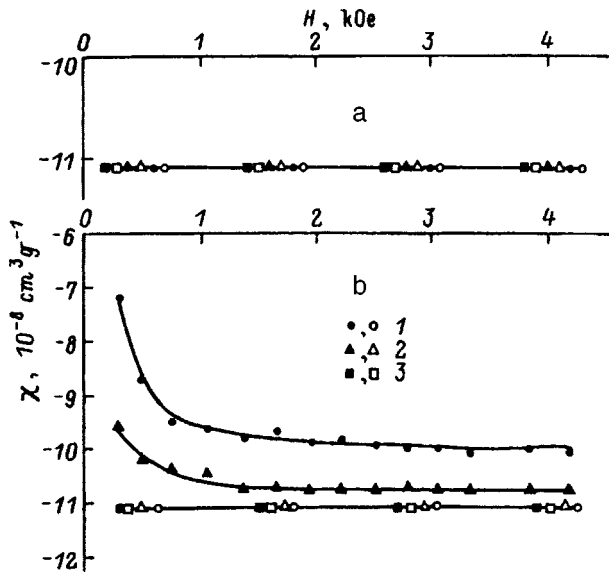 H, kOe
0 1 2 3 4
-10
a
-11
0 1 2 3 4
-6
-7
b
●,○ 1
▲,△ 2
-8
■,□ 3
χ, 10⁻⁸ cm³g⁻¹
-9
-10
-11
-12